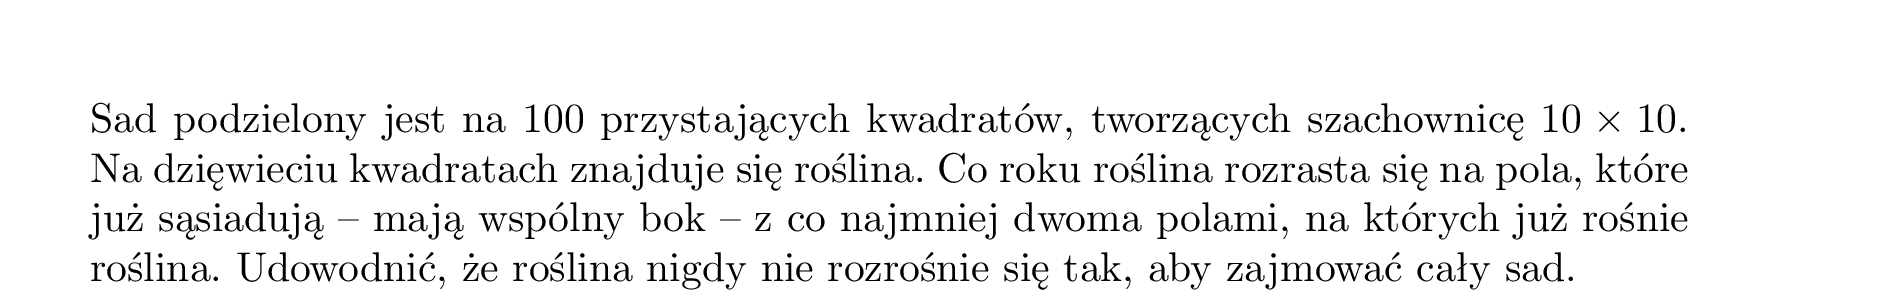 Sad podzielony jest na 100 przystających kwadratów, tworzących szachownicę 10 × 10.
Na dzięwieciu kwadratach znajduje się roślina. Co roku roślina rozrasta się na pola, które
już sąsiadują – mają wspólny bok – z co najmniej dwoma polami, na których już rośnie
roślina. Udowodnić, że roślina nigdy nie rozrośnie się tak, aby zajmować cały sad.